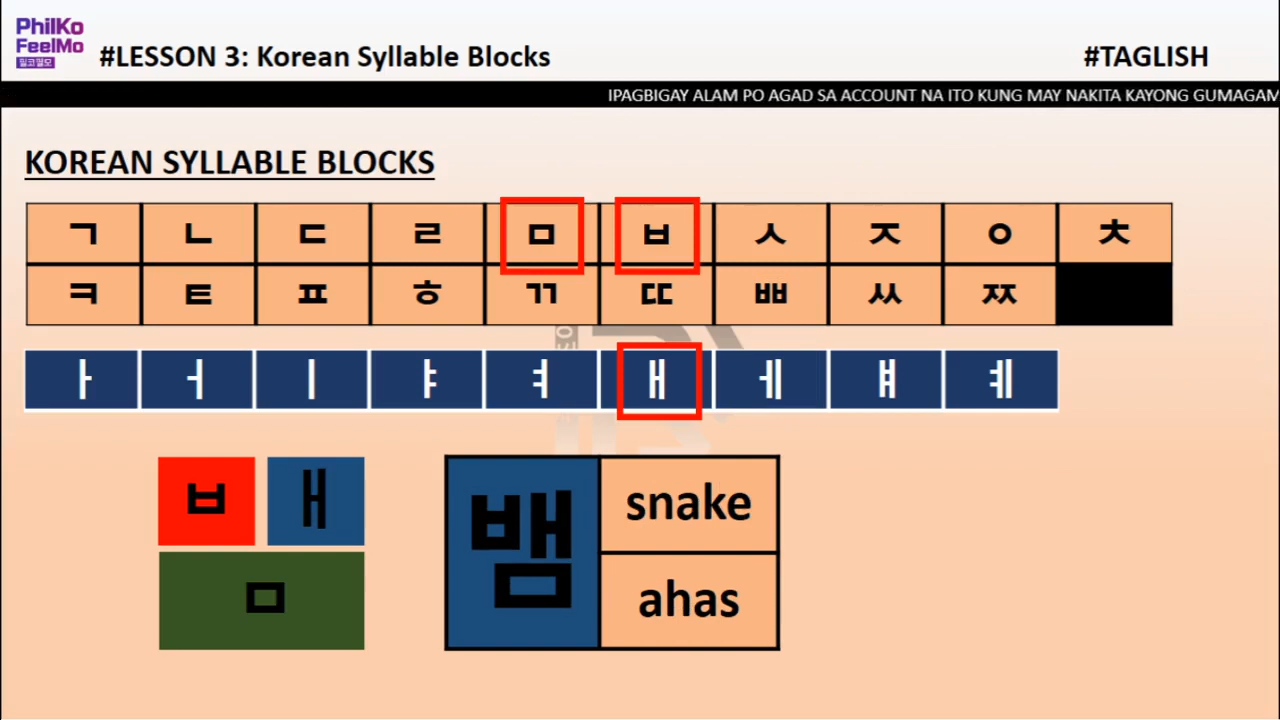 PhilKo
FeelMo
필코필모
#LESSON 3: Korean Syllable Blocks
#TAGLISH
IPAGBIGAY ALAM PO AGAD SA ACCOUNT NA ITO KUNG MAY NAKITA KAYONG GUMAGAM
KOREAN SYLLABLE BLOCKS
ㄱ ㄴ ㄷ ㄹ ㅁ ㅂ ㅅ ㅈ ㅇ ㅊ
ㅋ ㅌ ㅍ ㅎ ㄲ ㄸ ㅃ ㅆ ㅉ
ㅏ ㅓ ㅣ ㅑ ㅕ ㅐ ㅔ ㅒ ㅖ
ㅂ ㅐ
ㅁ
뱀
snake
ahas